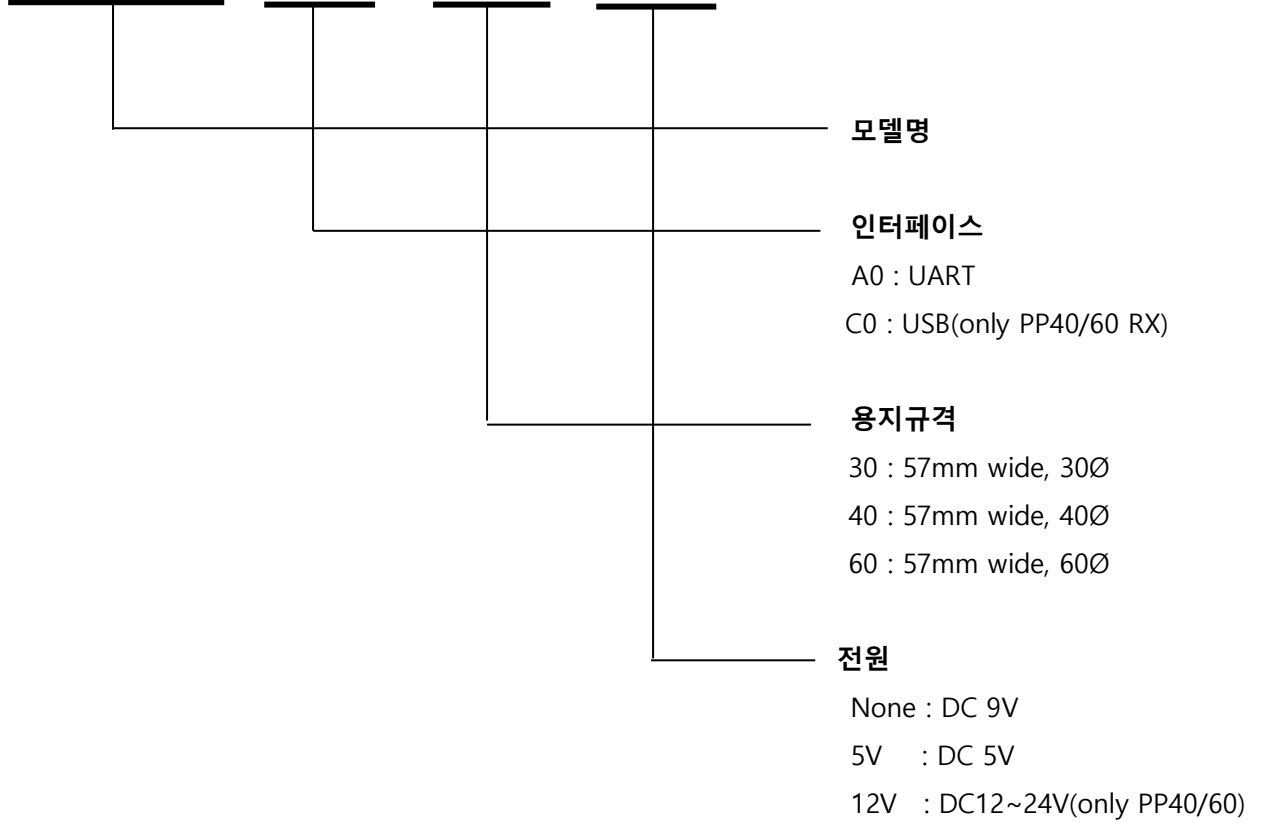 모델명
인터페이스
A0 : UART
C0 : USB(only PP40/60 RX)
용지규격
30 : 57mm wide, 30Ø
40 : 57mm wide, 40Ø
60 : 57mm wide, 60Ø
전원
None : DC 9V
5V : DC 5V
12V : DC12~24V(only PP40/60)